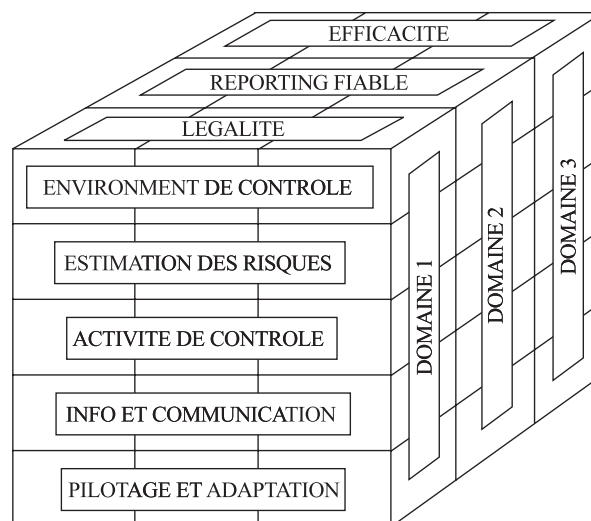 EFFICACITE
REPORTING FIABLE
LEGALITE
ENVIRONMENT DE CONTROLE
ESTIMATION DES RISQUES
ACTIVITE DE CONTROLE
INFO ET COMMUNICATION
PILOTAGE ET ADAPTATION
DOMAINE 1
DOMAINE 2
DOMAINE 3